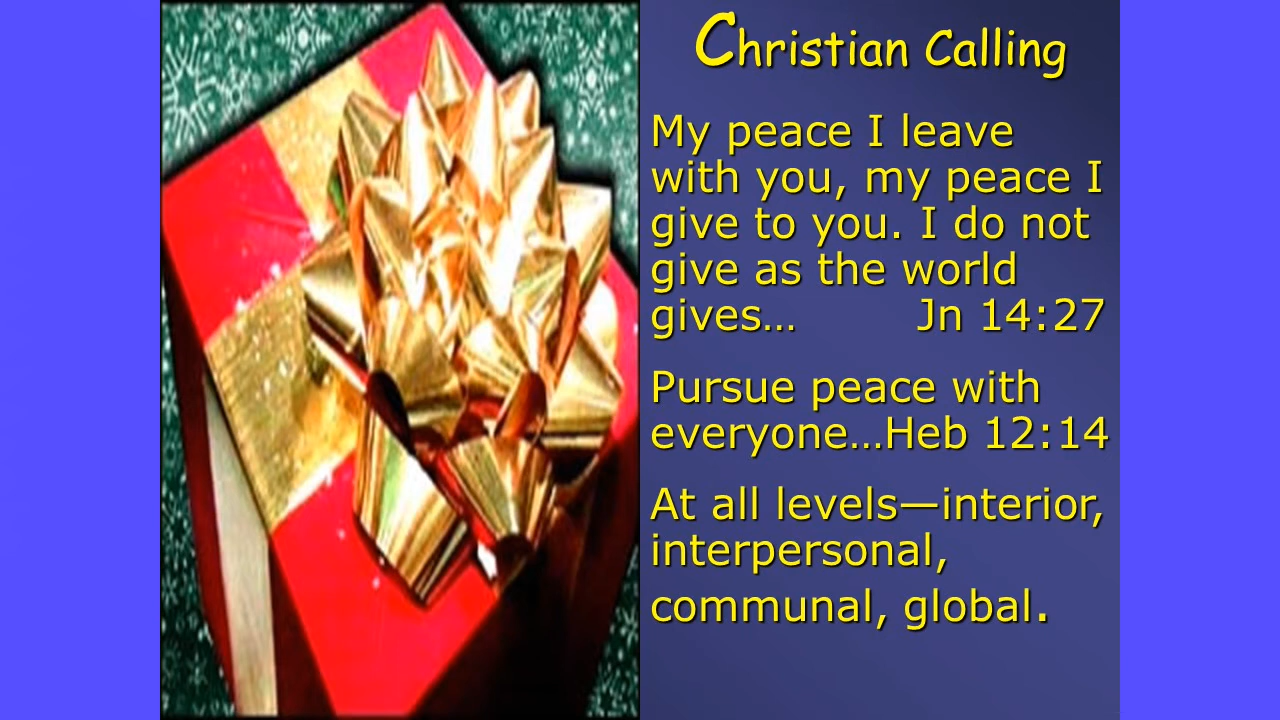 Christian Calling
My peace I leave
with you, my peace I
give to you. I do not
give as the world
gives… Jn 14:27
Pursue peace with
everyone…Heb 12:14
At all levels—interior,
interpersonal,
communal, global.